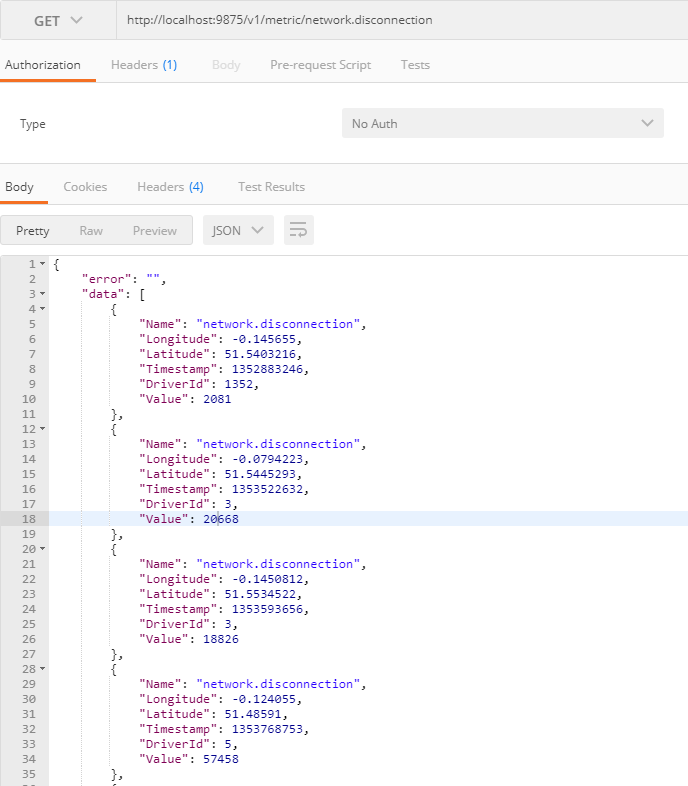 GET http://localhost:9875/v1/metric/network.disconnection
Authorization Headers (1) Body Pre-request Script Tests
Type No Auth
Body Cookies Headers (4) Test Results
Pretty Raw Preview JSON
1 {
2 "error": "",
3 "data": [
4 {
5 "Name": "network.disconnection",
6 "Longitude": -0.145655,
7 "Latitude": 51.5403216,
8 "Timestamp": 1352883246,
9 "DriverId": 1352,
10 "Value": 2081
11 },
12 {
13 "Name": "network.disconnection",
14 "Longitude": -0.0794223,
15 "Latitude": 51.5445293,
16 "Timestamp": 1353522632,
17 "DriverId": 3,
18 "Value": 20668
19 },
20 {
21 "Name": "network.disconnection",
22 "Longitude": -0.1450812,
23 "Latitude": 51.5534522,
24 "Timestamp": 1353593656,
25 "DriverId": 3,
26 "Value": 18826
27 },
28 {
29 "Name": "network.disconnection",
30 "Longitude": -0.124055,
31 "Latitude": 51.48591,
32 "Timestamp": 1353768753,
33 "DriverId": 5,
34 "Value": 57458
35 },